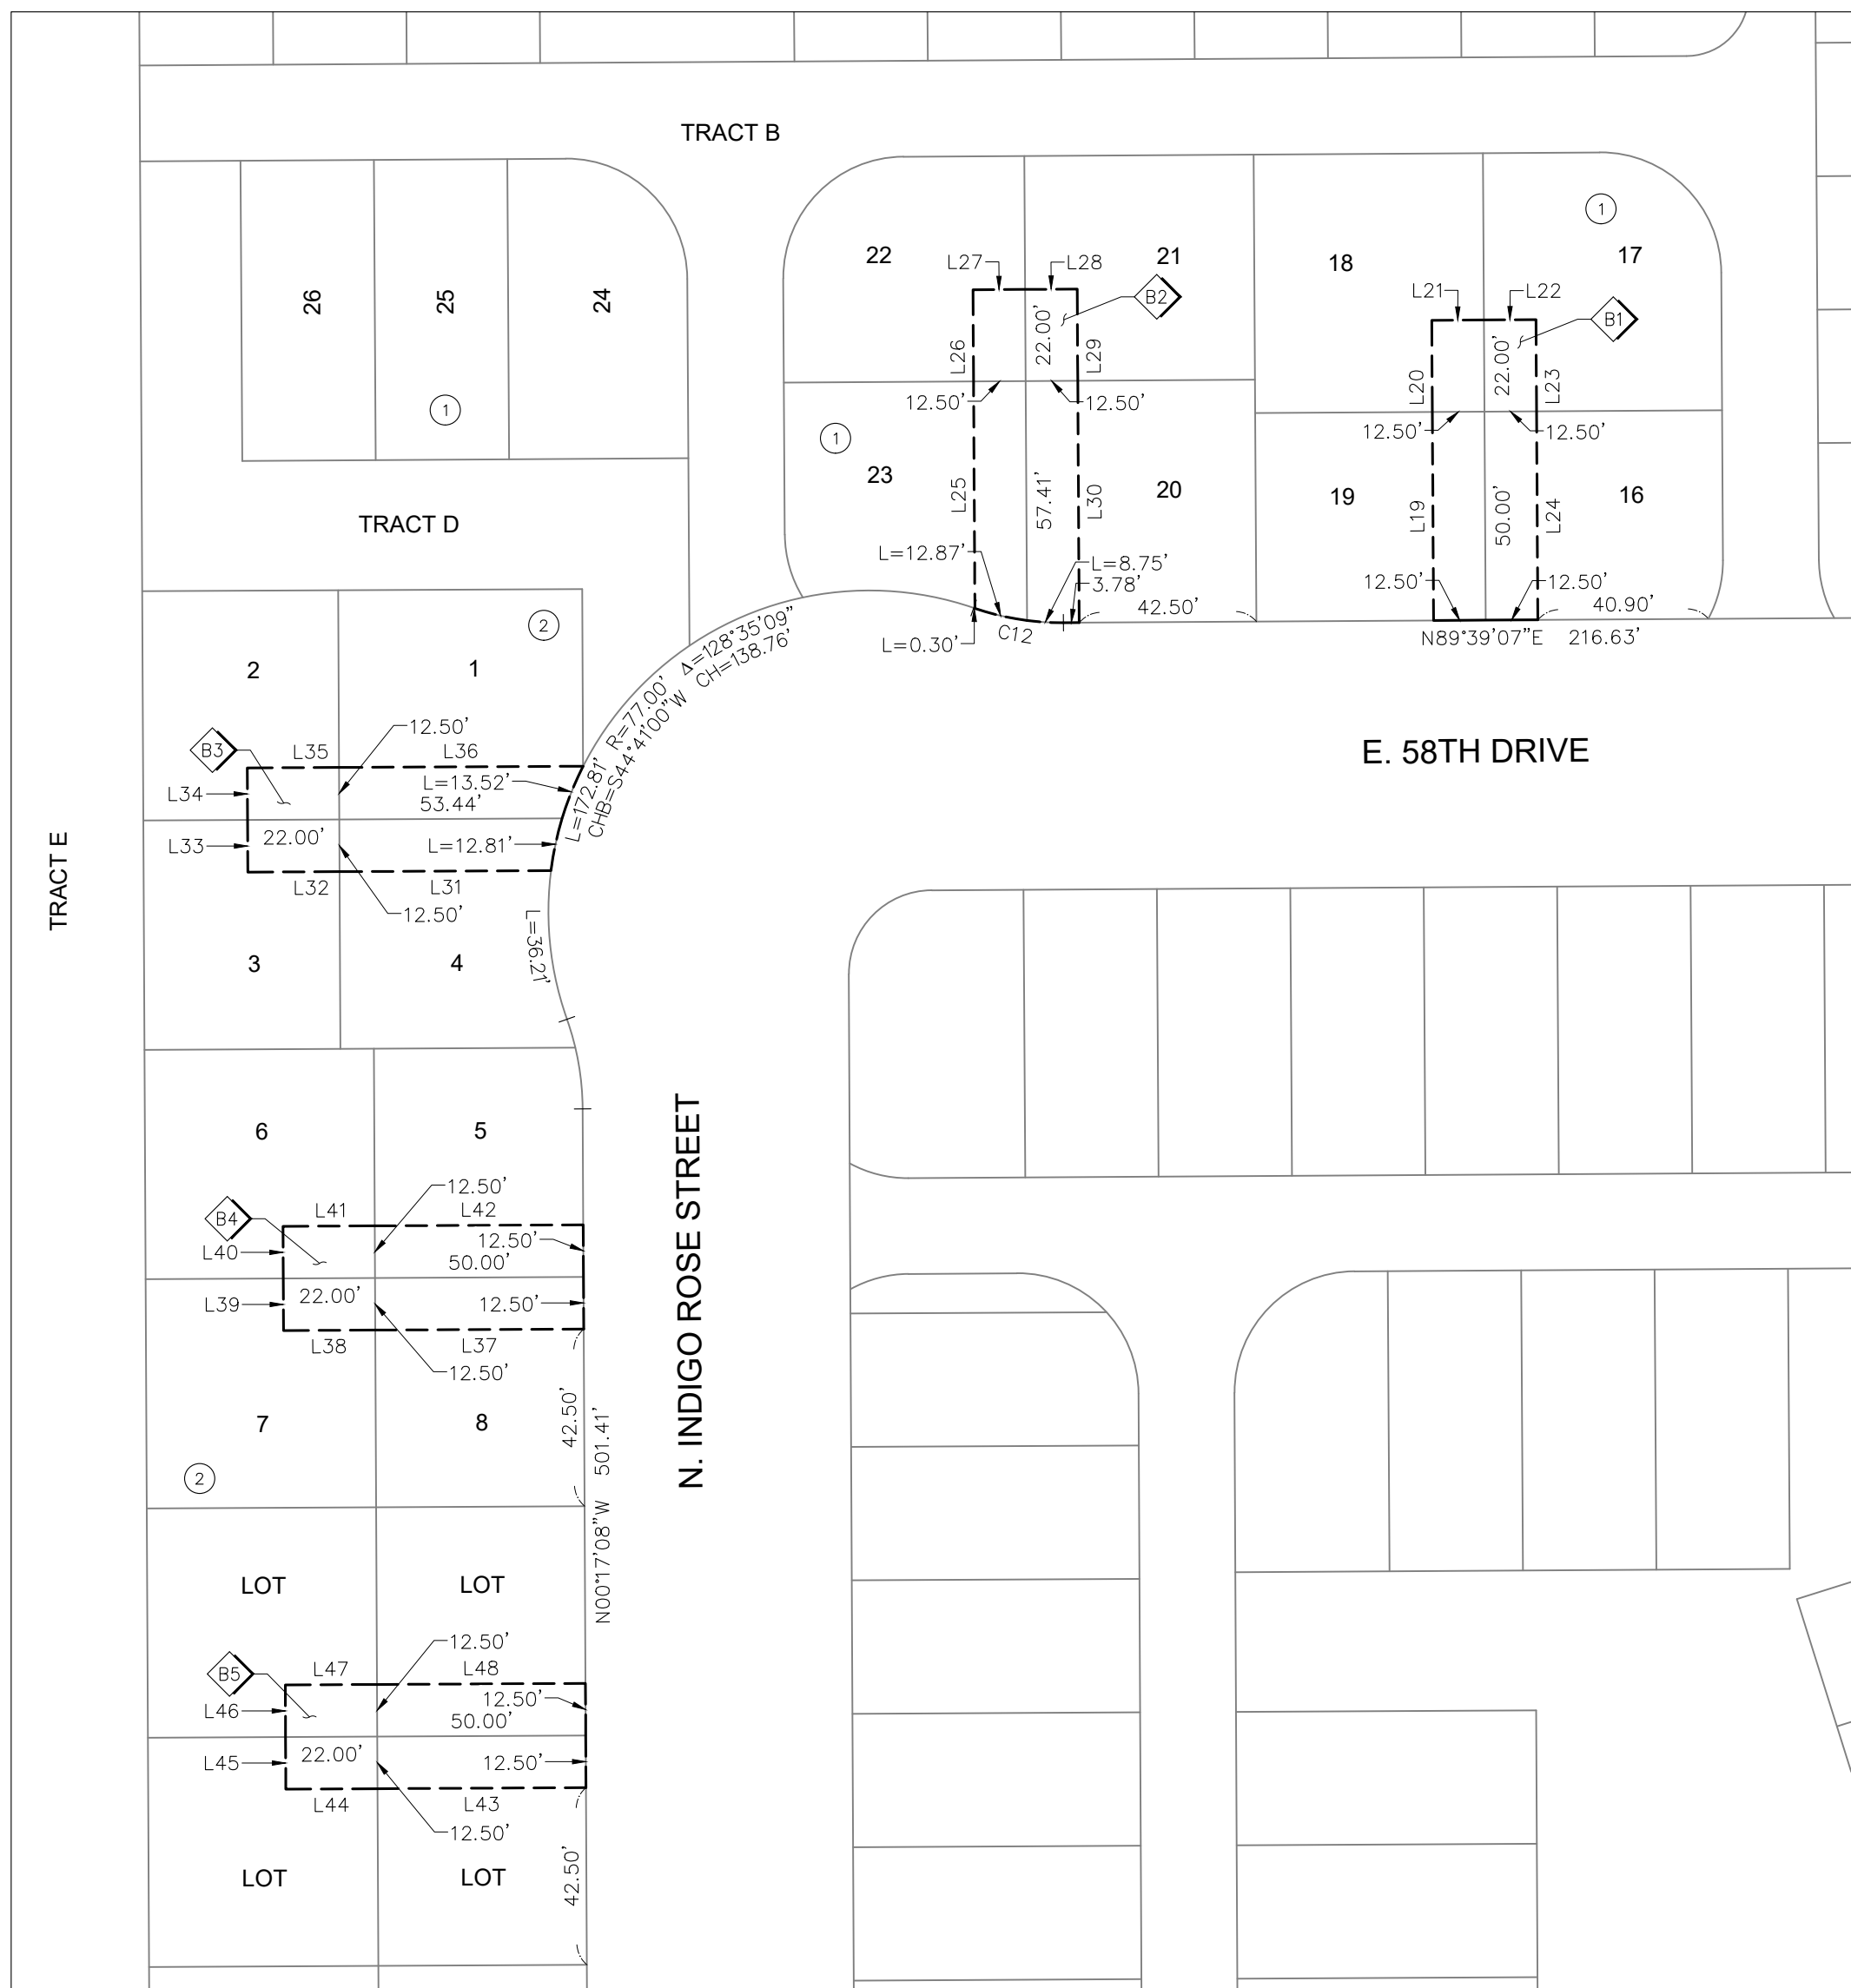 TRACT B
1
22
L27
L28
21
18
17
26
25
24
B2
L21
L22
B1
22.00'
22.00'
L26
L29
L20
L23
1
12.50'
12.50'
12.50'
12.50'
1
23
L25
57.41'
L30
20
19
L19
50.00'
L24
16
TRACT D
L=12.87'
L=8.75'
3.78'
42.50'
12.50'
12.50'
40.90'
C12
L=0.30'
N89°39'07"E 216.63'
2
2
1
L=172.81' R=77.00' Δ=128°35'09"
CHB=S44°41'00"W CH=138.76'
12.50'
B3
L35
L36
E. 58TH DRIVE
L=13.52'
L34
53.44'
L33
22.00'
L=12.81'
TRACT E
L32
L31
12.50'
L=36.21'
3
4
6
5
N. INDIGO ROSE STREET
12.50'
B4
L41
L42
12.50'
L40
50.00'
L39
22.00'
12.50'
L38
L37
12.50'
42.50'
7
8
N00°17'08"W 501.41'
2
LOT
LOT
12.50'
B5
L47
L48
12.50'
L46
50.00'
L45
22.00'
12.50'
L44
L43
12.50'
42.50'
LOT
LOT